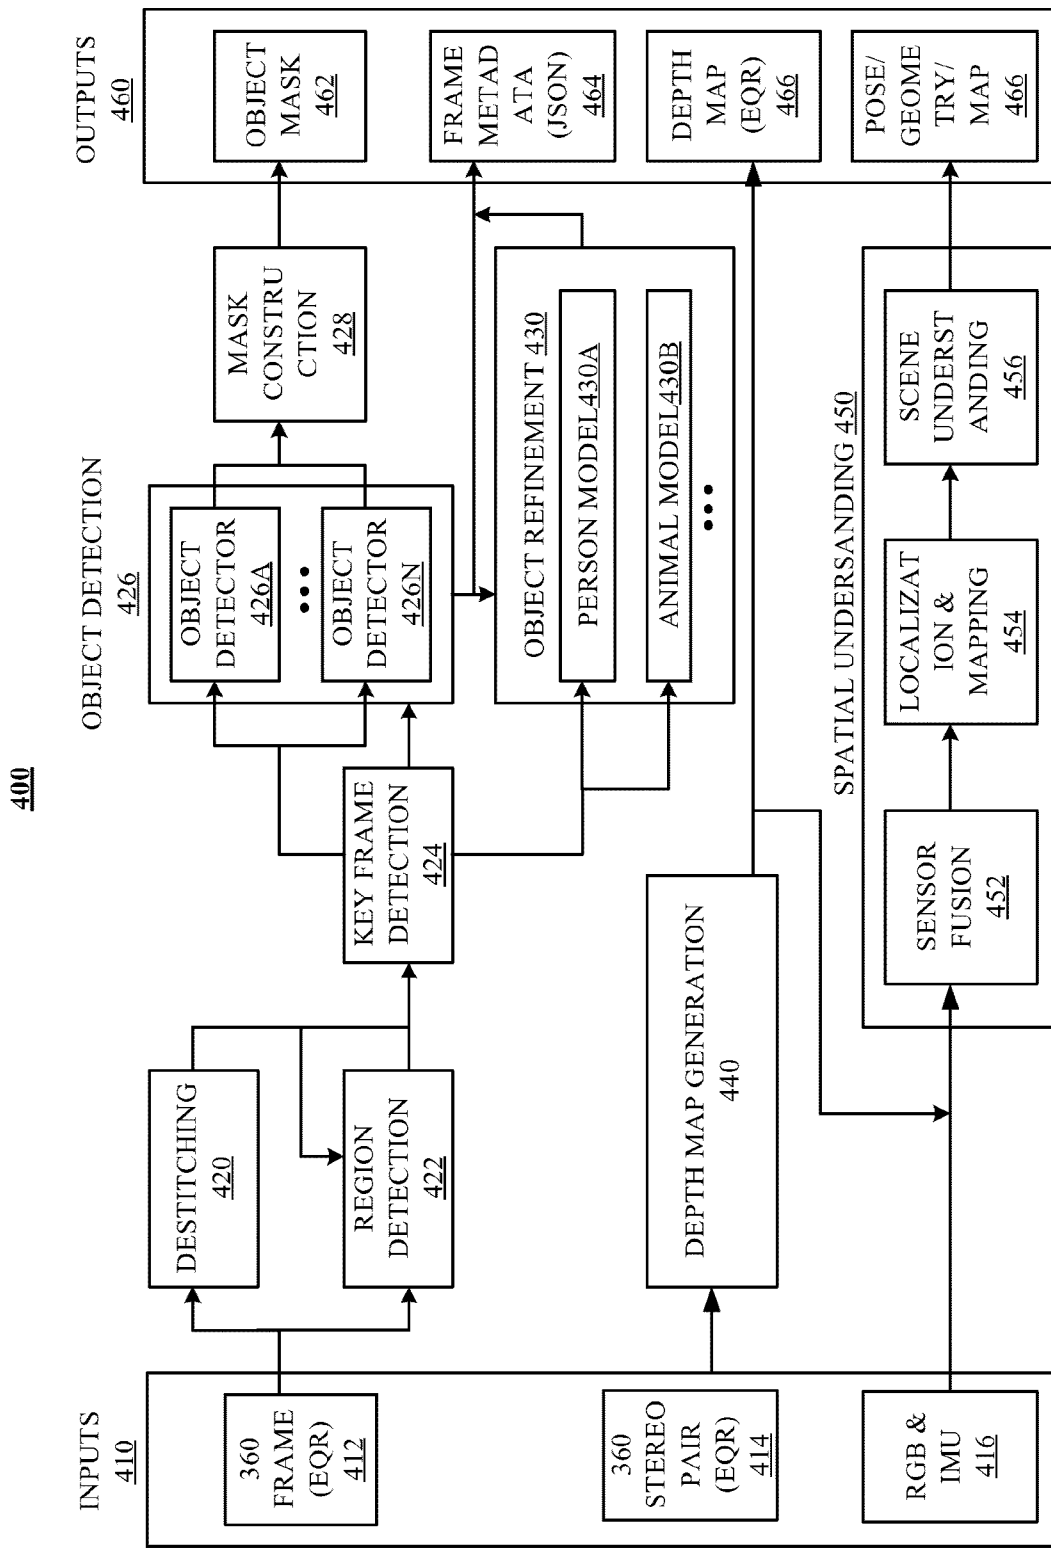 400
INPUTS
410
360
FRAME
(EQR)
412
360
STEREO
PAIR
(EQR)
414
RGB &
IMU
416
DESTITCHING
420
REGION
DETECTION
422
KEY FRAME
DETECTION
424
OBJECT DETECTION
426
OBJECT
DETECTOR
426A
•••
OBJECT
DETECTOR
426N
MASK
CONSTRU
CTION
428
OBJECT REFINEMENT 430
PERSON MODEL430A
ANIMAL MODEL430B
•••
DEPTH MAP GENERATION
440
SPATIAL UNDERSANDING 450
SENSOR
FUSION
452
LOCALIZAT
ION &
MAPPING
454
SCENE
UNDERST
ANDING
456
OUTPUTS
460
OBJECT
MASK
462
FRAME
METAD
ATA
(JSON)
464
DEPTH
MAP
(EQR)
466
POSE/
GEOME
TRY/
MAP
466